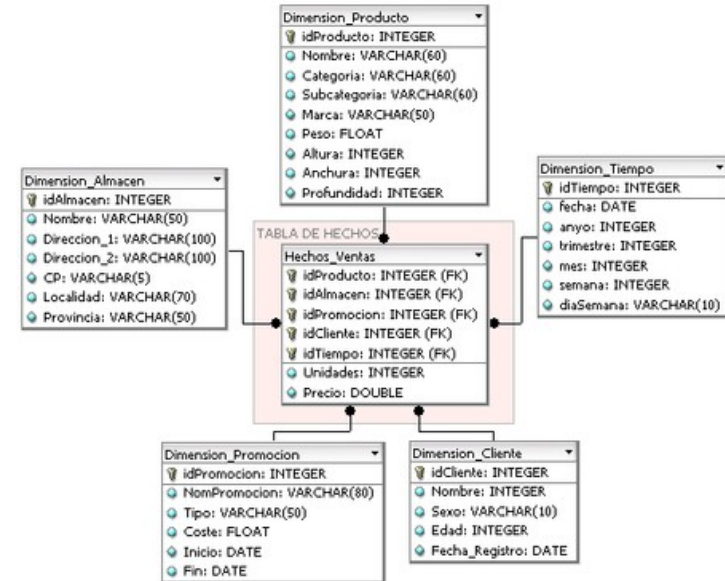 Dimension_Producto
idProducto: INTEGER
Nombre: VARCHAR(60)
Categoria: VARCHAR(60)
Subcategoria: VARCHAR(60)
Marca: VARCHAR(50)
Peso: FLOAT
Altura: INTEGER
Anchura: INTEGER
Profundidad: INTEGER
Dimension_Almacen
idAlmacen: INTEGER
Nombre: VARCHAR(50)
Direccion_1: VARCHAR(100)
Direccion_2: VARCHAR(100)
CP: VARCHAR(5)
Localidad: VARCHAR(70)
Provincia: VARCHAR(50)
Dimension_Tiempo
idTiempo: INTEGER
fecha: DATE
anyo: INTEGER
trimestre: INTEGER
mes: INTEGER
semana: INTEGER
diaSemana: VARCHAR(10)
TABLA DE HECHOS
Hechos_Ventas
idProducto: INTEGER (FK)
idAlmacen: INTEGER (FK)
idPromocion: INTEGER (FK)
idCliente: INTEGER (FK)
idTiempo: INTEGER (FK)
Unidades: INTEGER
Precio: DOUBLE
Dimension_Promocion
idPromocion: INTEGER
NomPromocion: VARCHAR(80)
Tipo: VARCHAR(50)
Coste: FLOAT
Inicio: DATE
Fin: DATE
Dimension_Cliente
idCliente: INTEGER
Nombre: INTEGER
Sexo: VARCHAR(10)
Edad: INTEGER
Fecha_Registro: DATE